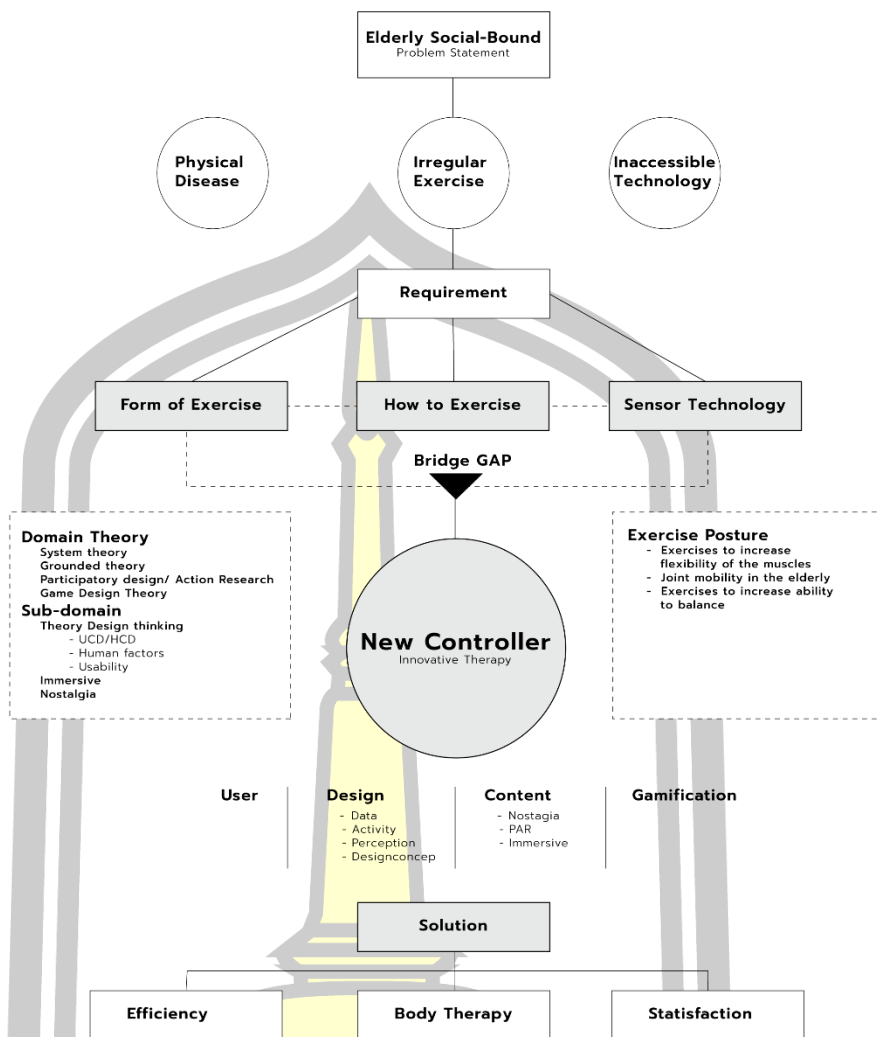 Elderly Social-Bound
Problem Statement
Physical
Disease
Irregular
Exercise
Inaccessible
Technology
Requirement
Form of Exercise
How to Exercise
Sensor Technology
Bridge GAP
Domain Theory
System theory
Grounded theory
Participatory design/ Action Research
Game Design Theory
Sub-domain
Theory Design thinking
- UCD/HCD
- Human factors
- Usability
Immersive
Nostalgia
New Controller
Innovative Therapy
Exercise Posture
- Exercises to increase
flexibility of the muscles
- Joint mobility in the elderly
- Exercises to increase ability
to balance
User
Design
- Data
- Activity
- Perception
- Designconcep
Content
- Nostagia
- PAR
- Immersive
Gamification
Solution
Efficiency
Body Therapy
Statisfaction